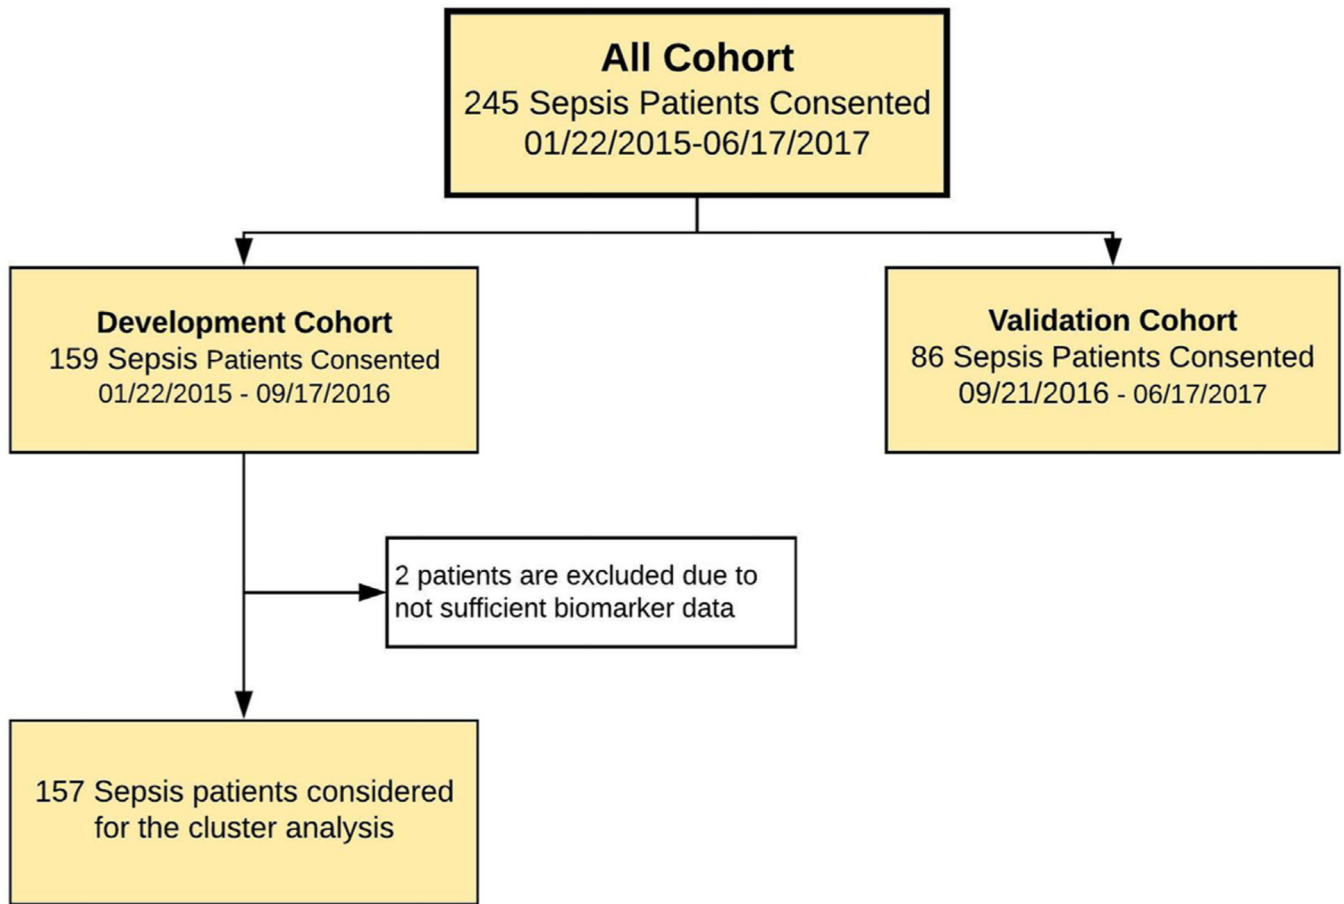 All Cohort
245 Sepsis Patients Consented
01/22/2015-06/17/2017
Development Cohort
159 Sepsis Patients Consented
01/22/2015 - 09/17/2016
Validation Cohort
86 Sepsis Patients Consented
09/21/2016 - 06/17/2017
2 patients are excluded due to
not sufficient biomarker data
157 Sepsis patients considered
for the cluster analysis